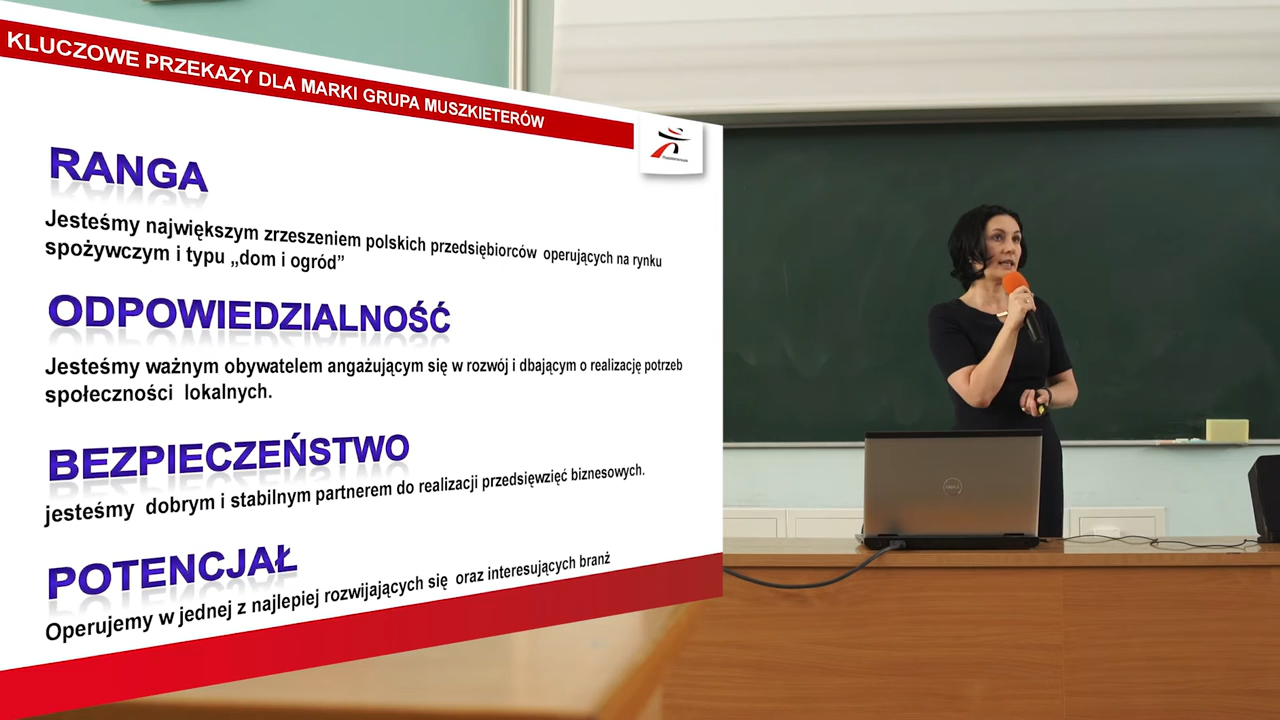 KLUCZOWE PRZEKAZY DLA MARKI GRUPA MUSZKIETERÓW
RANGA
Jesteśmy największym zrzeszeniem polskich przedsiębiorców operujących na rynku
spożywczym i typu „dom i ogród”
ODPOWIEDZIALNOŚĆ
Jesteśmy ważnym obywatelem angażującym się w rozwój i dbającym o realizację potrzeb
społeczności lokalnych.
BEZPIECZEŃSTWO
jesteśmy dobrym i stabilnym partnerem do realizacji przedsięwzięć biznesowych.
POTENCJAŁ
Operujemy w jednej z najlepiej rozwijających się oraz interesujących branż
DELL